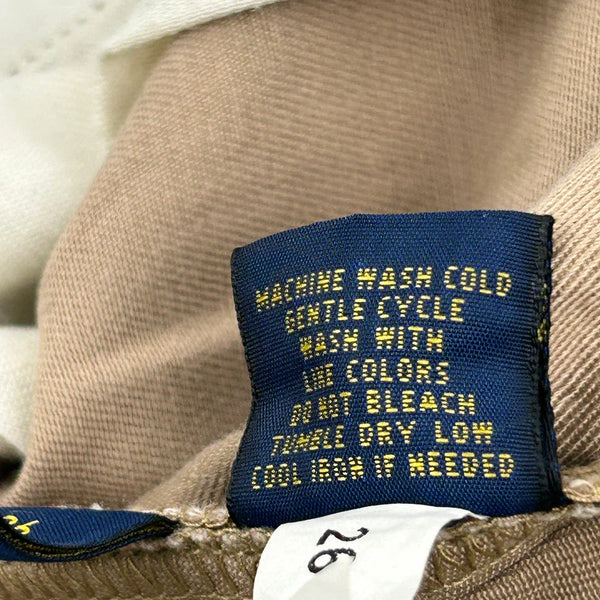 MACHINE WASH COLD
GENTLE CYCLE
WASH WITH
LIKE COLORS
DO NOT BLEACH
TUMBLE DRY LOW
COOL IRON IF NEEDED
26